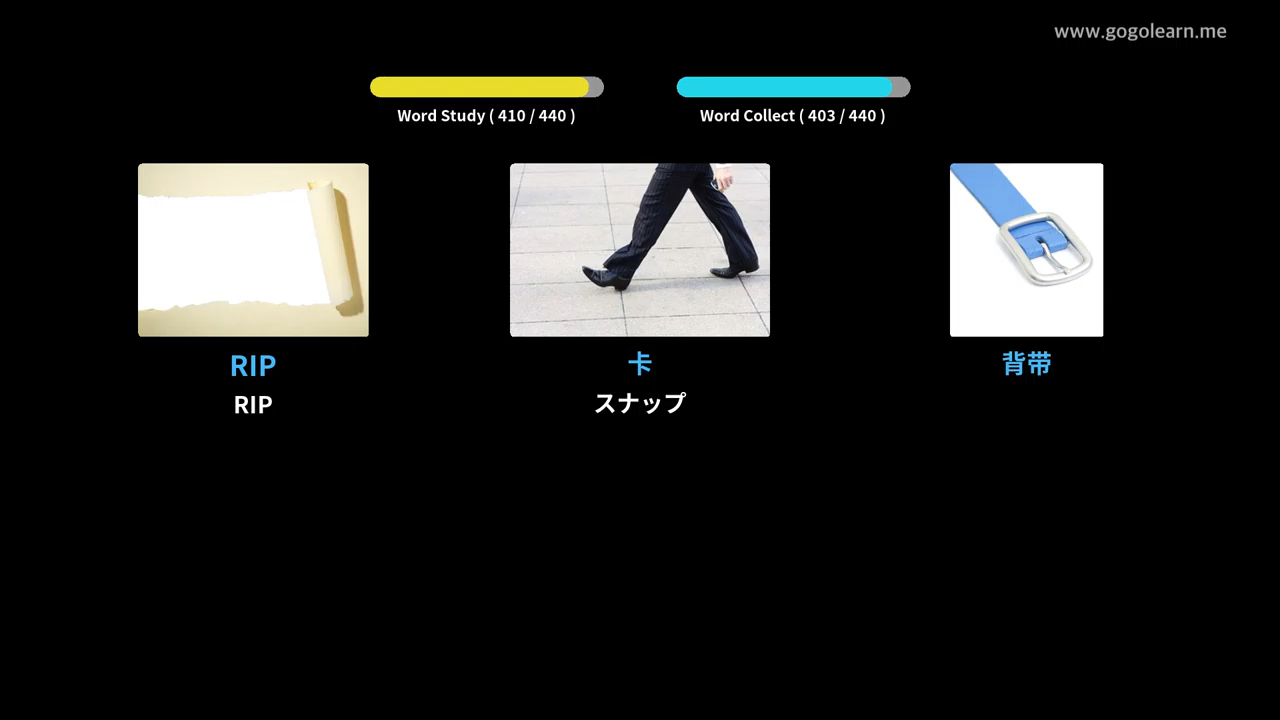 www.gogolearn.me
Word Study ( 410 / 440 )
Word Collect ( 403 / 440 )
RIP
RIP
卡
スナップ
背带